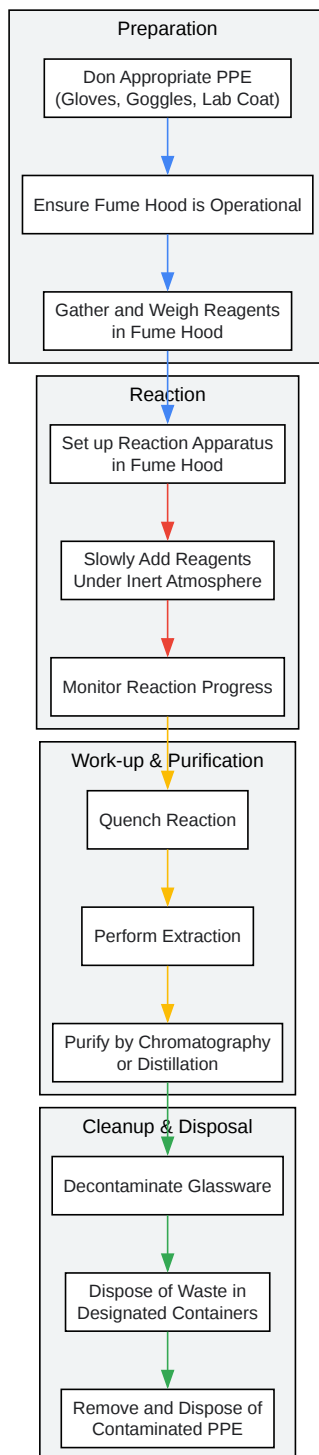 Preparation
Don Appropriate PPE
(Gloves, Goggles, Lab Coat)
Ensure Fume Hood is Operational
Gather and Weigh Reagents
in Fume Hood
Reaction
Set up Reaction Apparatus
in Fume Hood
Slowly Add Reagents
Under Inert Atmosphere
Monitor Reaction Progress
Work-up & Purification
Quench Reaction
Perform Extraction
Purify by Chromatography
or Distillation
Cleanup & Disposal
Decontaminate Glassware
Dispose of Waste in
Designated Containers
Remove and Dispose of
Contaminated PPE